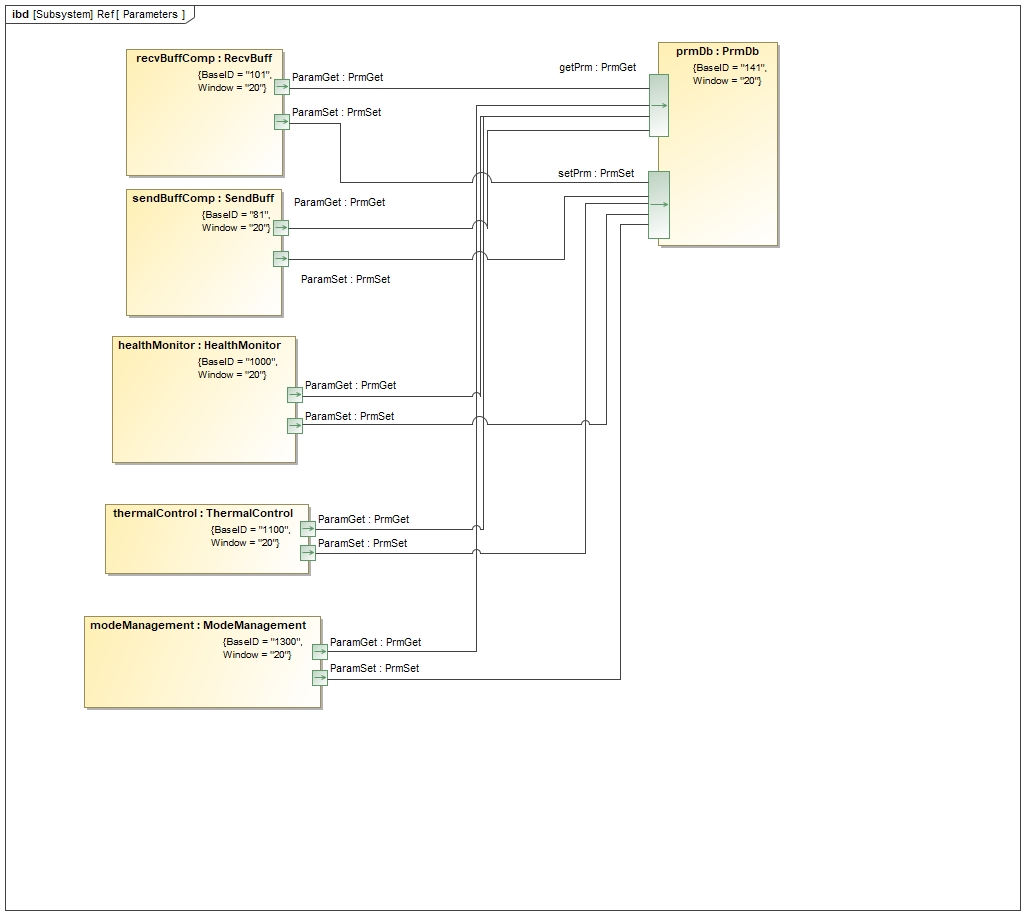 ibd [Subsystem] Ref [ Parameters ]
recvBuffComp : RecvBuff
{BaseID = "101",
Window = "20"}
ParamGet : PrmGet
ParamSet : PrmSet
getPrm : PrmGet
prmDb : PrmDb
{BaseID = "141",
Window = "20"}
setPrm : PrmSet
sendBuffComp : SendBuff
{BaseID = "81",
Window = "20"}
ParamGet : PrmGet
ParamSet : PrmSet
healthMonitor : HealthMonitor
{BaseID = "1000",
Window = "20"}
ParamGet : PrmGet
ParamSet : PrmSet
thermalControl : ThermalControl
{BaseID = "1100",
Window = "20"}
ParamGet : PrmGet
ParamSet : PrmSet
modeManagement : ModeManagement
{BaseID = "1300",
Window = "20"}
ParamGet : PrmGet
ParamSet : PrmSet